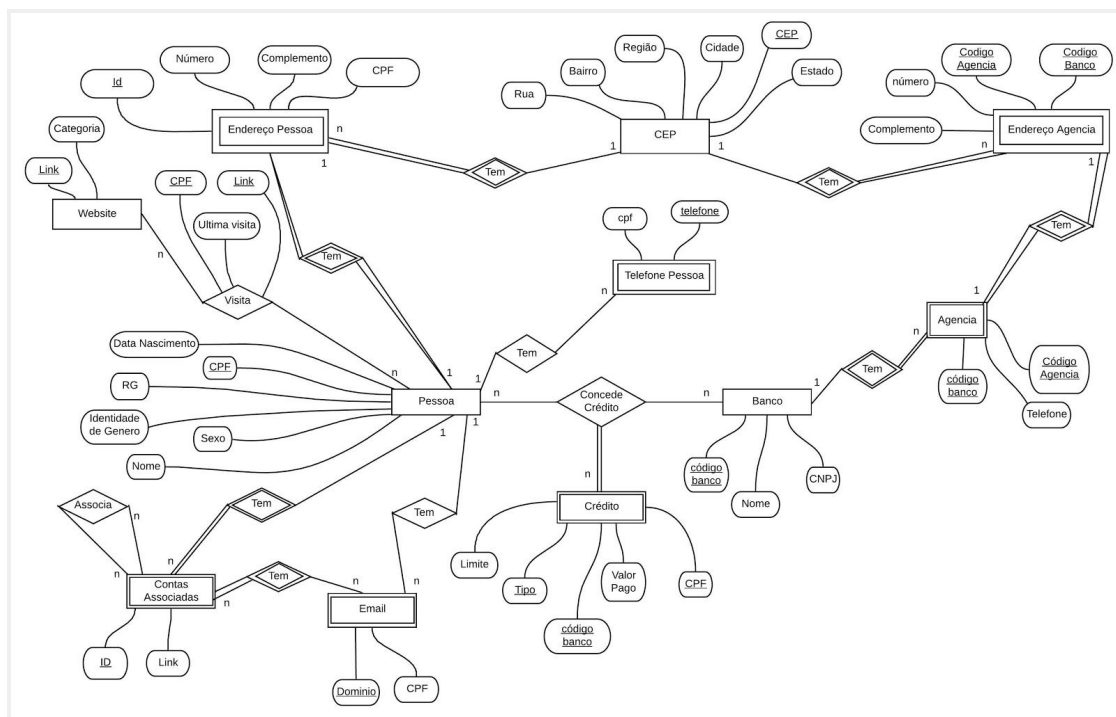 Id
Número
Complemento
CPF
Categoria
Link
Website
Endereço Pessoa
n
1
CPF
Link
Ultima visita
n
Visita
Tem
Rua
Bairro
Região
Cidade
CEP
Estado
CEP
1
1
Tem
Tem
Codigo
Agencia
Codigo
Banco
número
Complemento
Endereço Agencia
n
1
Tem
cpf
telefone
Telefone Pessoa
n
Tem
1
Agencia
n
código
banco
Código
Agencia
Telefone
Tem
1
Data Nascimento
CPF
RG
Identidade
de Genero
Sexo
Nome
n
1
1
Pessoa
n
1
1
Concede
Crédito
n
Banco
código
banco
Nome
CNPJ
n
Crédito
Limite
Tipo
código
banco
Valor
Pago
CPF
Associa
n
n
Tem
n
Contas
Associadas
n
Tem
n
ID
Link
Tem
n
Email
Dominio
CPF